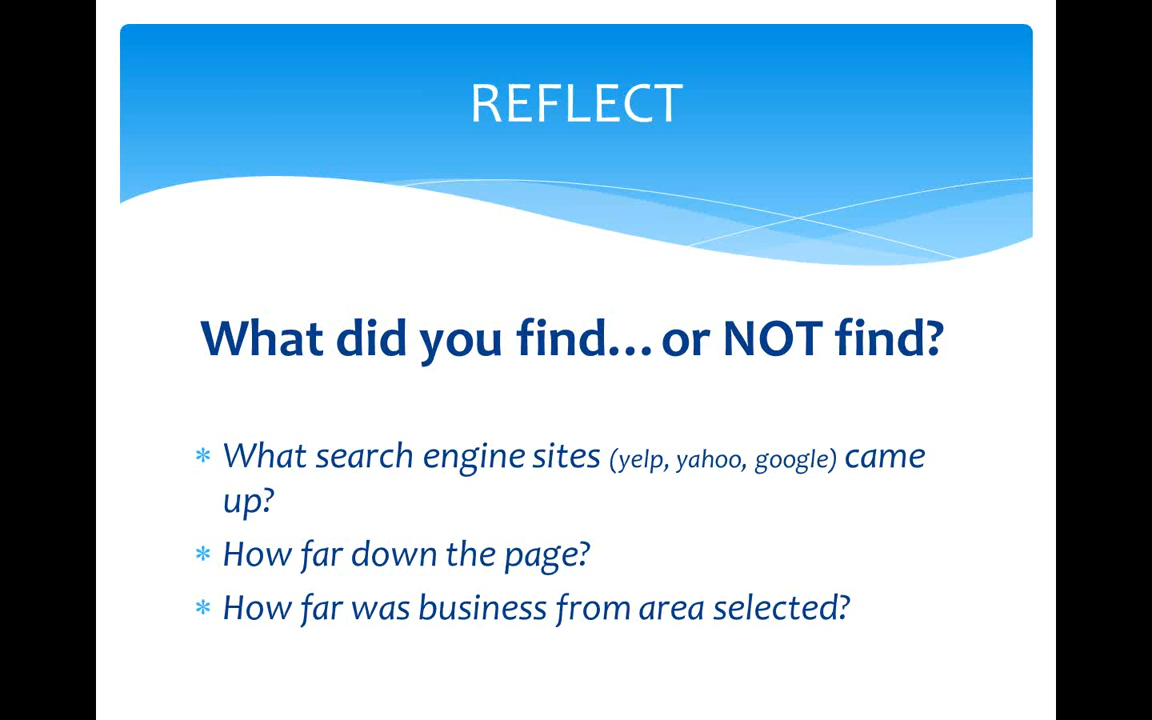 REFLECT
What did you find…or NOT find?
* What search engine sites (yelp, yahoo, google) came
up?
* How far down the page?
* How far was business from area selected?